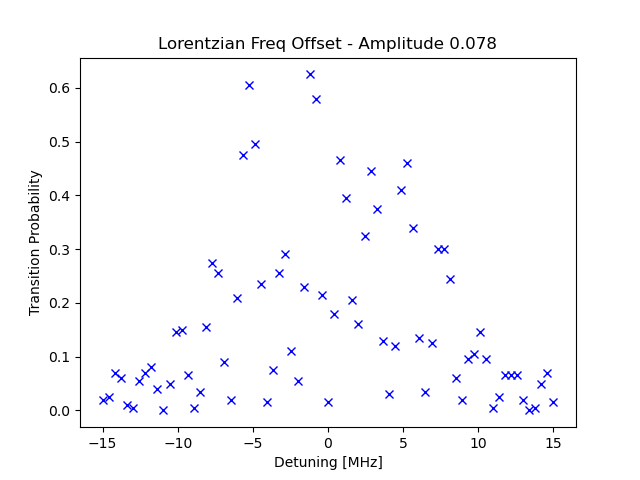 Lorentzian Freq Offset - Amplitude 0.078
Transition Probability
0.6
0.5
0.4
0.3
0.2
0.1
0.0
−15 −10 −5 0 5 10 15
Detuning [MHz]